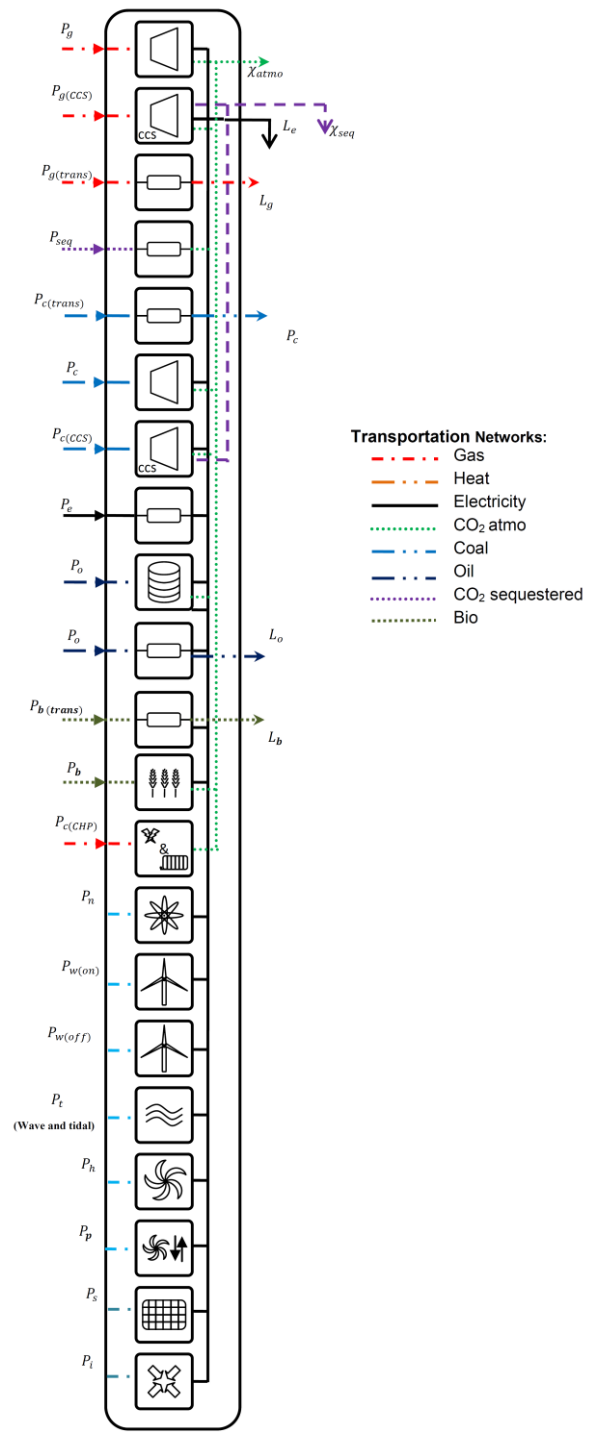 P_g
χ_atmo
P_g(CCS)
CCS
L_e
χ_seq
P_g(trans)
L_g
P_seq
P_c(trans)
P_c
P_c
P_c(CCS)
CCS
P_e
P_o
P_o
L_o
P_b(trans)
L_b
P_b
P_c(CHP)
&
P_n
P_w(on)
P_w(off)
P_t
(Wave and tidal)
P_h
P_p
P_s
P_i
Transportation Networks:
Gas
Heat
Electricity
CO₂ atmo
Coal
Oil
CO₂ sequestered
Bio